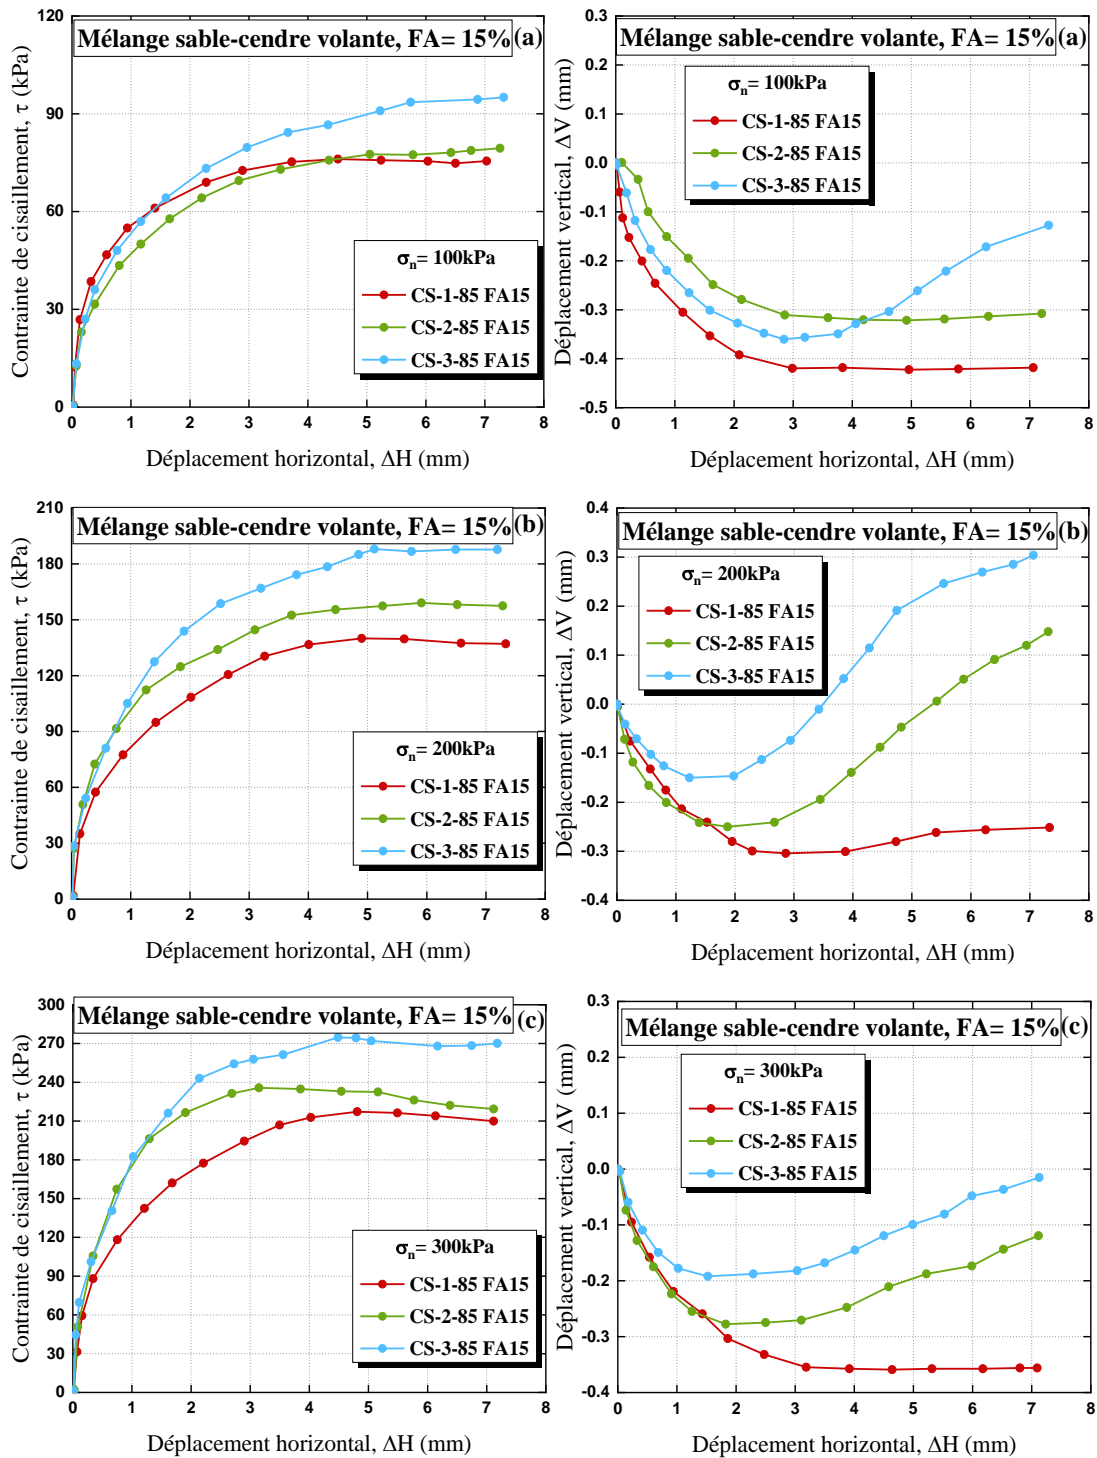 Mélange sable-cendre volante, FA= 15% (a)
Contrainte de cisaillement, τ (kPa)
120
90
60
30
0
σn= 100kPa
CS-1-85 FA15
CS-2-85 FA15
CS-3-85 FA15
0 1 2 3 4 5 6 7 8
Déplacement horizontal, ΔH (mm)
Mélange sable-cendre volante, FA= 15% (a)
Déplacement vertical, ΔV (mm)
0.3
0.2
0.1
0.0
-0.1
-0.2
-0.3
-0.4
-0.5
σn= 100kPa
CS-1-85 FA15
CS-2-85 FA15
CS-3-85 FA15
0 1 2 3 4 5 6 7 8
Déplacement horizontal, ΔH (mm)
Mélange sable-cendre volante, FA= 15% (b)
Contrainte de cisaillement, τ (kPa)
210
180
150
120
90
60
30
0
σn= 200kPa
CS-1-85 FA15
CS-2-85 FA15
CS-3-85 FA15
0 1 2 3 4 5 6 7 8
Déplacement horizontal, ΔH (mm)
Mélange sable-cendre volante, FA= 15% (b)
Déplacement vertical, ΔV (mm)
0.4
0.3
0.2
0.1
0.0
-0.1
-0.2
-0.3
-0.4
σn= 200kPa
CS-1-85 FA15
CS-2-85 FA15
CS-3-85 FA15
0 1 2 3 4 5 6 7 8
Déplacement horizontal, ΔH (mm)
Mélange sable-cendre volante, FA= 15% (c)
Contrainte de cisaillement, τ (kPa)
300
270
240
210
180
150
120
90
60
30
0
σn= 300kPa
CS-1-85 FA15
CS-2-85 FA15
CS-3-85 FA15
0 1 2 3 4 5 6 7 8
Déplacement horizontal, ΔH (mm)
Mélange sable-cendre volante, FA= 15% (c)
Déplacement vertical, ΔV (mm)
0.3
0.2
0.1
0.0
-0.1
-0.2
-0.3
-0.4
σn= 300kPa
CS-1-85 FA15
CS-2-85 FA15
CS-3-85 FA15
0 1 2 3 4 5 6 7 8
Déplacement horizontal, ΔH (mm)